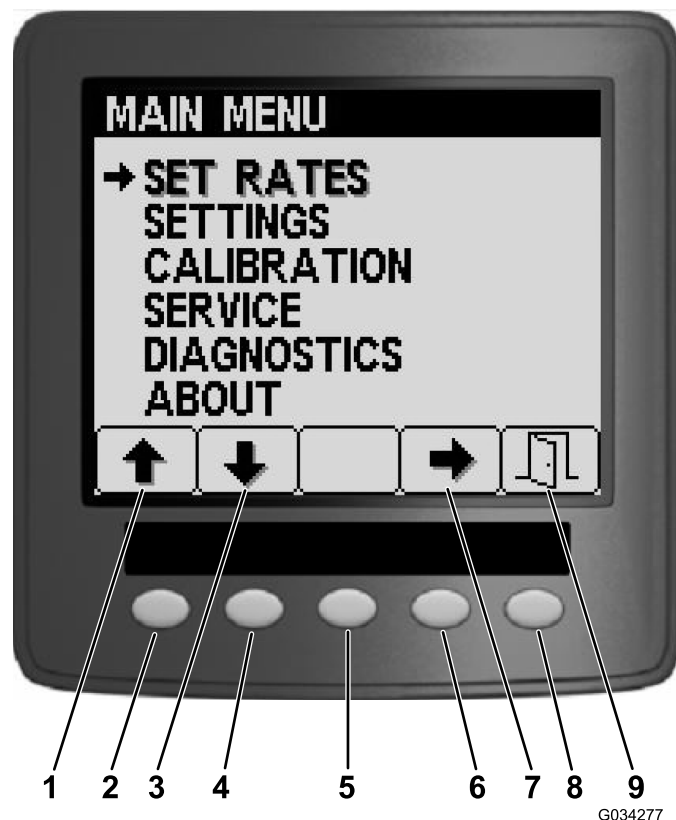 MAIN MENU
SET RATES
SETTINGS
CALIBRATION
SERVICE
DIAGNOSTICS
ABOUT
1 2 3 4 5 6 7 8 9
G034277